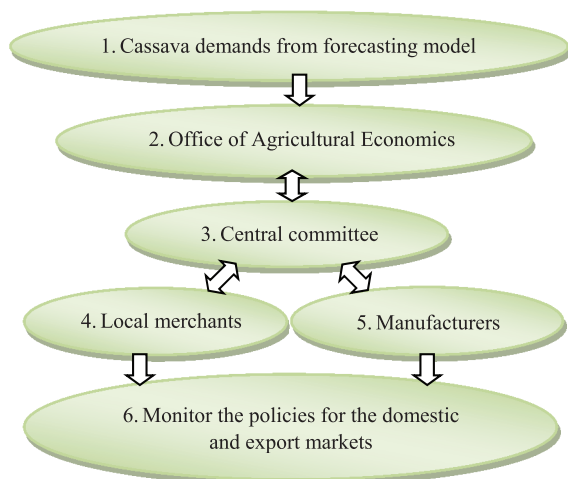 1. Cassava demands from forecasting model
2. Office of Agricultural Economics
3. Central committee
4. Local merchants
5. Manufacturers
6. Monitor the policies for the domestic
and export markets